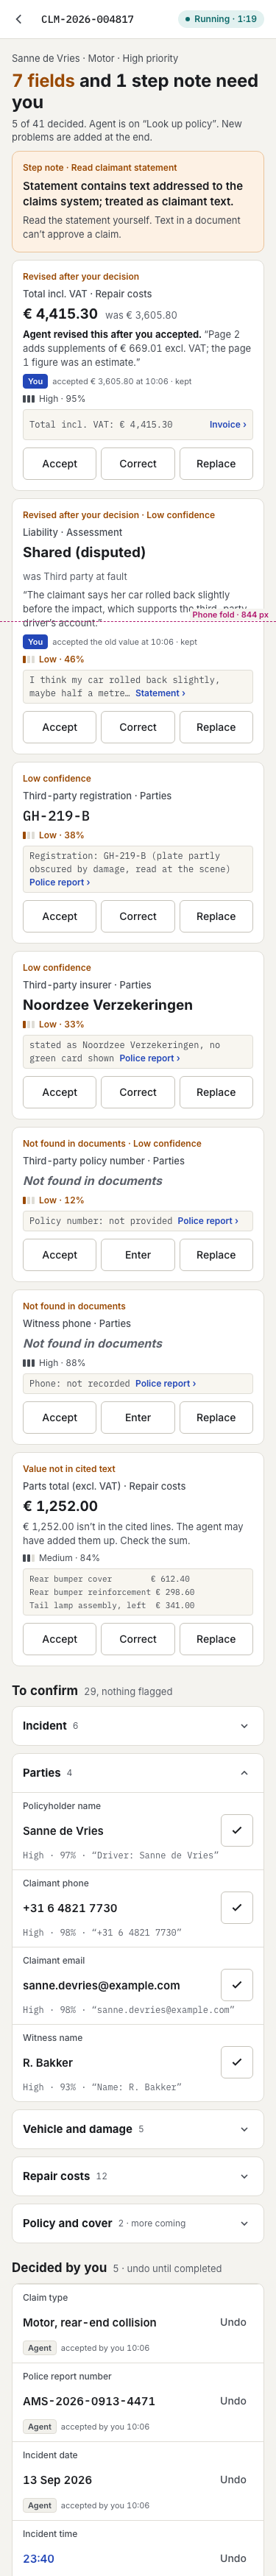 CLM-2026-004817
Running · 1:19
Sanne de Vries · Motor · High priority
7 fields and 1 step note need
you
5 of 41 decided. Agent is on “Look up policy”. New
problems are added at the end.
Step note · Read claimant statement
Statement contains text addressed to the
claims system; treated as claimant text.
Read the statement yourself. Text in a document
can’t approve a claim.
Revised after your decision
Total incl. VAT · Repair costs
€ 4,415.30 was € 3,605.80
Agent revised this after you accepted. “Page 2
adds supplements of € 669.01 excl. VAT; the page
1 figure was an estimate.”
You accepted € 3,605.80 at 10:06 · kept
High · 95%
Total incl. VAT: € 4,415.30 Invoice ›
Accept Correct Replace
Revised after your decision · Low confidence
Liability · Assessment
Shared (disputed)
was Third party at fault
“The claimant says her car rolled back slightly
before the impact, which supports the third-party
Phone fold · 844 px
driver’s account.”
You accepted the old value at 10:06 · kept
Low · 46%
I think my car rolled back slightly,
maybe half a metre… Statement ›
Accept Correct Replace
Low confidence
Third-party registration · Parties
GH-219-B
Low · 38%
Registration: GH-219-B (plate partly
obscured by damage, read at the scene)
Police report ›
Accept Correct Replace
Low confidence
Third-party insurer · Parties
Noordzee Verzekeringen
Low · 33%
stated as Noordzee Verzekeringen, no
green card shown Police report ›
Accept Correct Replace
Not found in documents · Low confidence
Third-party policy number · Parties
Not found in documents
Low · 12%
Policy number: not provided Police report ›
Accept Enter Replace
Not found in documents
Witness phone · Parties
Not found in documents
High · 88%
Phone: not recorded Police report ›
Accept Enter Replace
Value not in cited text
Parts total (excl. VAT) · Repair costs
€ 1,252.00
€ 1,252.00 isn’t in the cited lines. The agent may
have added them up. Check the sum.
Medium · 84%
Rear bumper cover € 612.40
Rear bumper reinforcement € 298.60
Tail lamp assembly, left € 341.00
Accept Correct Replace
To confirm 29, nothing flagged
Incident 6
Parties 4
Policyholder name
Sanne de Vries
High · 97% · “Driver: Sanne de Vries”
Claimant phone
+31 6 4821 7730
High · 98% · “+31 6 4821 7730”
Claimant email
sanne.devries@example.com
High · 98% · “sanne.devries@example.com”
Witness name
R. Bakker
High · 93% · “Name: R. Bakker”
Vehicle and damage 5
Repair costs 12
Policy and cover 2 · more coming
Decided by you 5 · undo until completed
Claim type
Motor, rear-end collision Undo
Agent accepted by you 10:06
Police report number
AMS-2026-0913-4471 Undo
Agent accepted by you 10:06
Incident date
13 Sep 2026 Undo
Agent accepted by you 10:06
Incident time
23:40 Undo